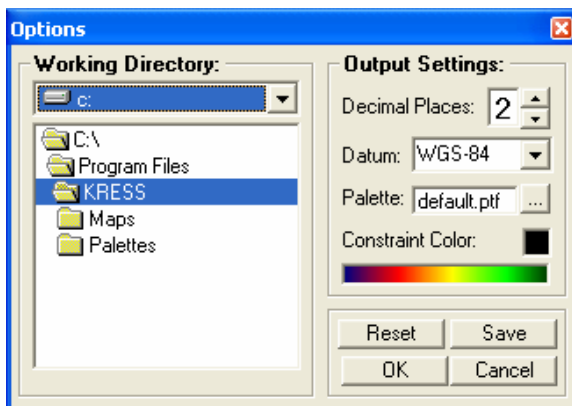 Options
Working Directory:
c:
C:\
Program Files
KRESS
Maps
Palettes
Output Settings:
Decimal Places: 2
Datum: WGS-84
Palette: default.ptf ...
Constraint Color:
Reset Save
OK Cancel